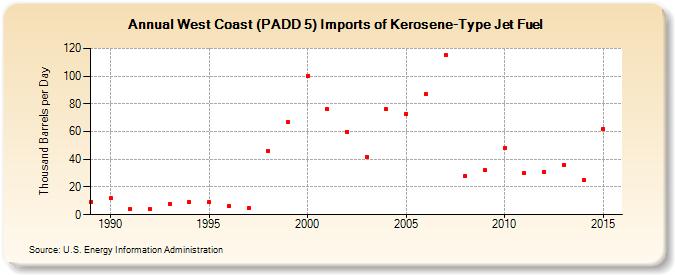 Annual West Coast (PADD 5) Imports of Kerosene-Type Jet Fuel
Thousand Barrels per Day
120
100
80
60
40
20
0
1990 1995 2000 2005 2010 2015
Source: U.S. Energy Information Administration